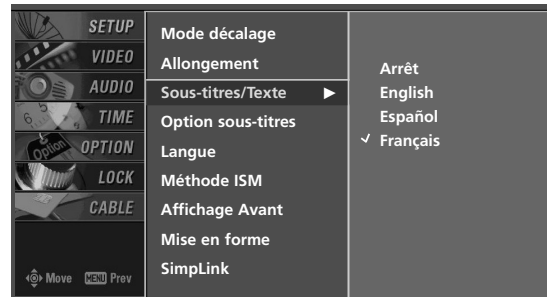 SETUP
VIDEO
AUDIO
TIME
OPTION
LOCK
CABLE
Move MENU Prev
Mode décalage
Allongement
Sous-titres/Texte ►
Option sous-titres
Langue
Méthode ISM
Affichage Avant
Mise en forme
SimpLink
Arrêt
English
Español
✓ Français